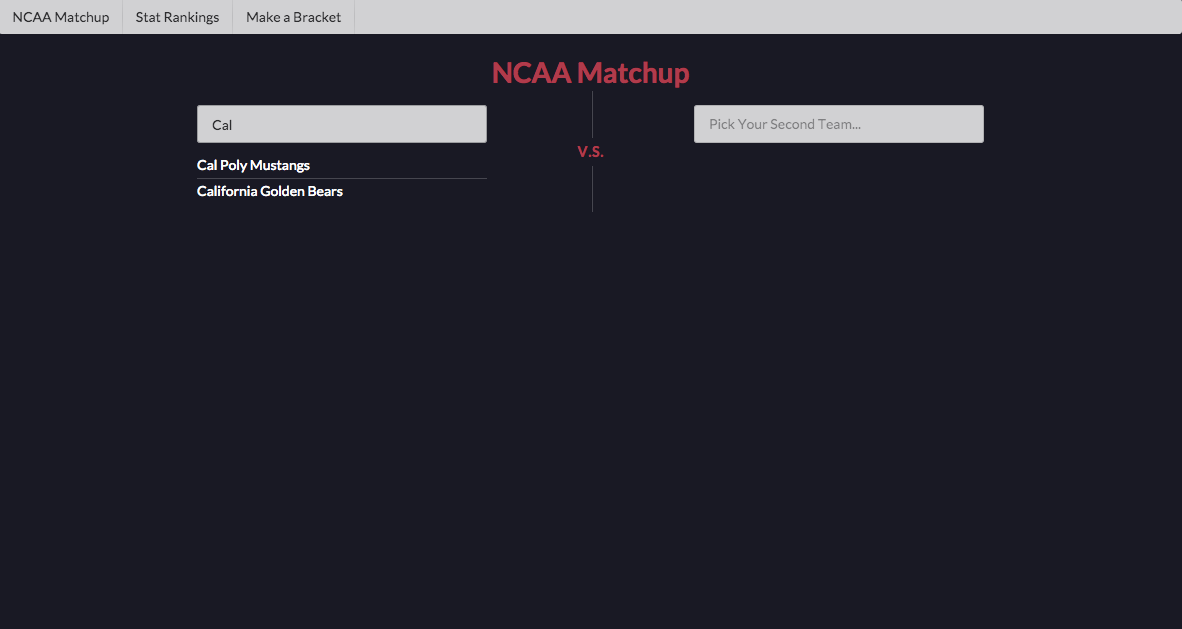 NCAA Matchup
Stat Rankings
Make a Bracket
NCAA Matchup
Cal
Pick Your Second Team...
V.S.
Cal Poly Mustangs
California Golden Bears